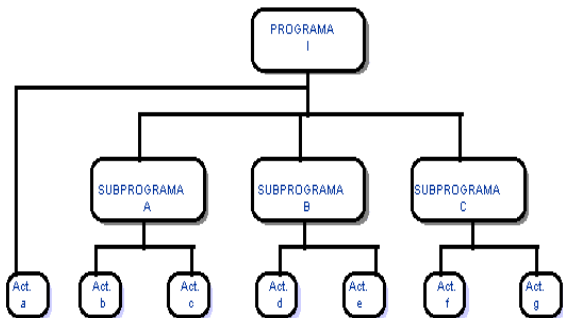 PROGRAMA
I
SUBPROGRAMA
A
SUBPROGRAMA
B
SUBPROGRAMA
C
Act.
a
Act.
b
Act.
c
Act.
d
Act.
e
Act.
f
Act.
g